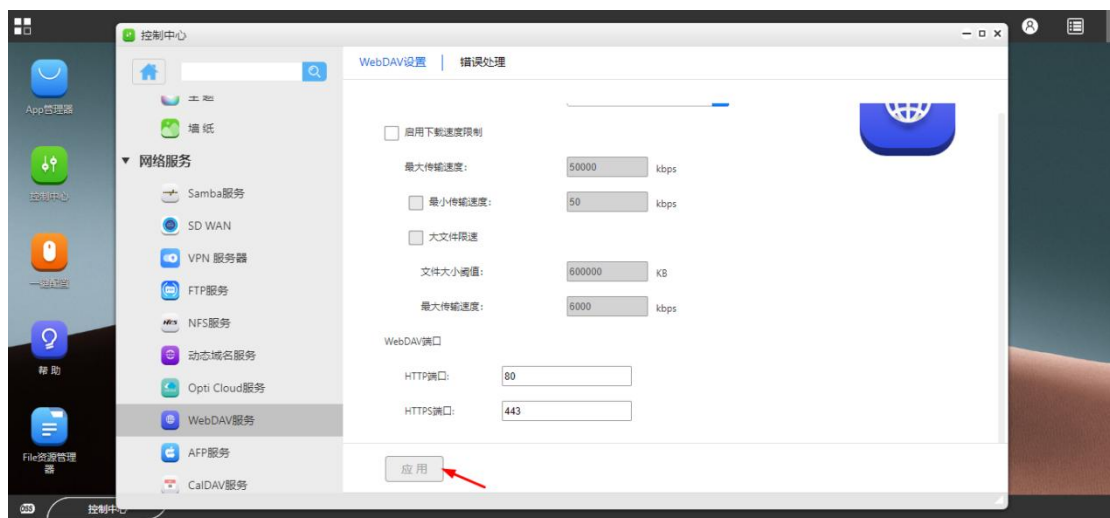 控制中心
WebDAV设置
错误处理
App管理器
控制中心
一键配置
帮 助
File资源管理
器
主 题
墙 纸
网络服务
Samba服务
SD WAN
VPN 服务器
FTP服务
NFS服务
动态域名服务
Opti Cloud服务
WebDAV服务
AFP服务
CalDAV服务
启用下载速度限制
最大传输速度: 50000 kbps
最小传输速度: 50 kbps
大文件限速
文件大小阈值: 600000 KB
最大传输速度: 6000 kbps
WebDAV端口
HTTP端口: 80
HTTPS端口: 443
应 用
控制中心